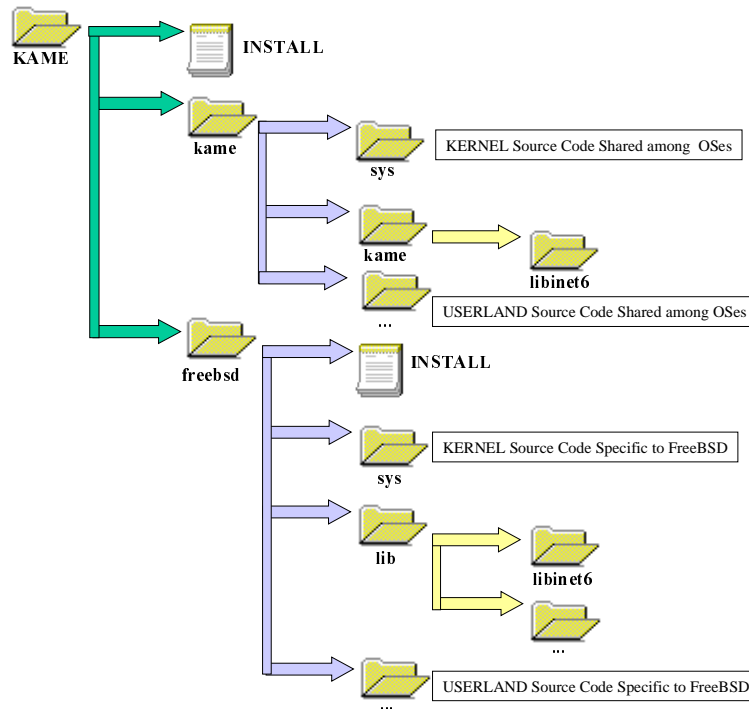 KAME
INSTALL
kame
sys
KERNEL Source Code Shared among OSes
kame
libinet6
...
USERLAND Source Code Shared among OSes
freebsd
INSTALL
sys
KERNEL Source Code Specific to FreeBSD
lib
libinet6
...
...
USERLAND Source Code Specific to FreeBSD